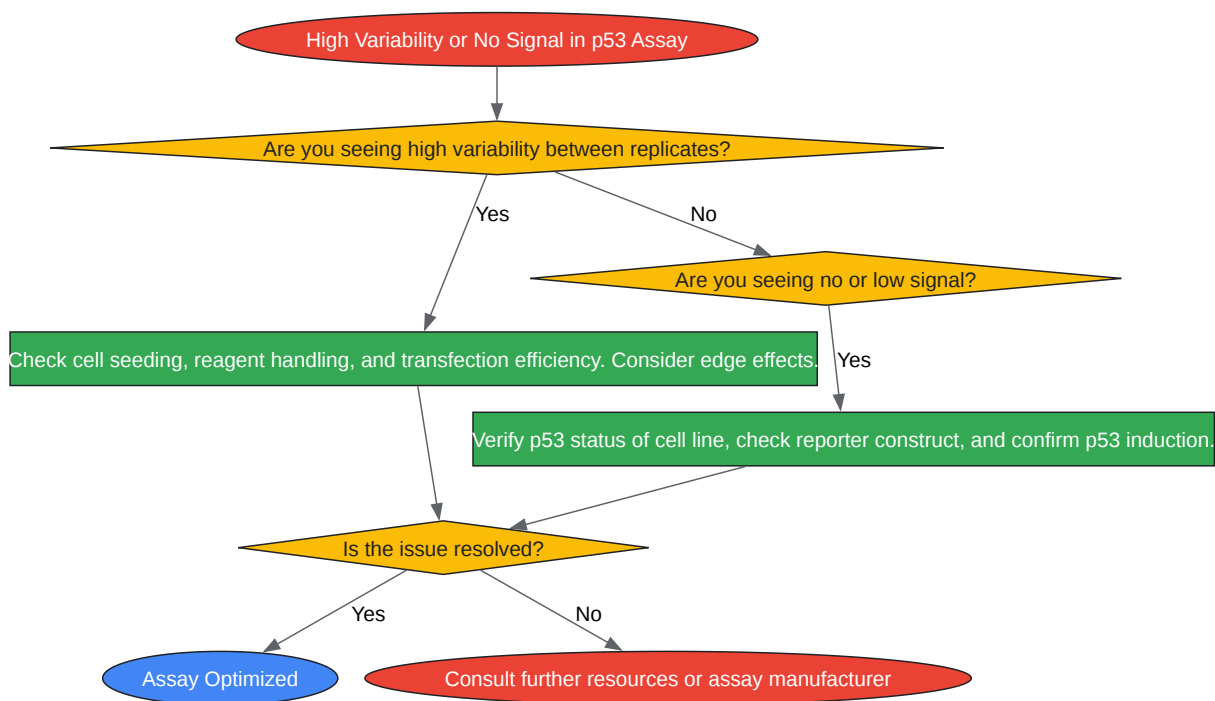 High Variability or No Signal in p53 Assay
Are you seeing high variability between replicates?
Yes
No
Are you seeing no or low signal?
Check cell seeding, reagent handling, and transfection efficiency. Consider edge effects.
Yes
Verify p53 status of cell line, check reporter construct, and confirm p53 induction.
Is the issue resolved?
Yes
No
Assay Optimized
Consult further resources or assay manufacturer